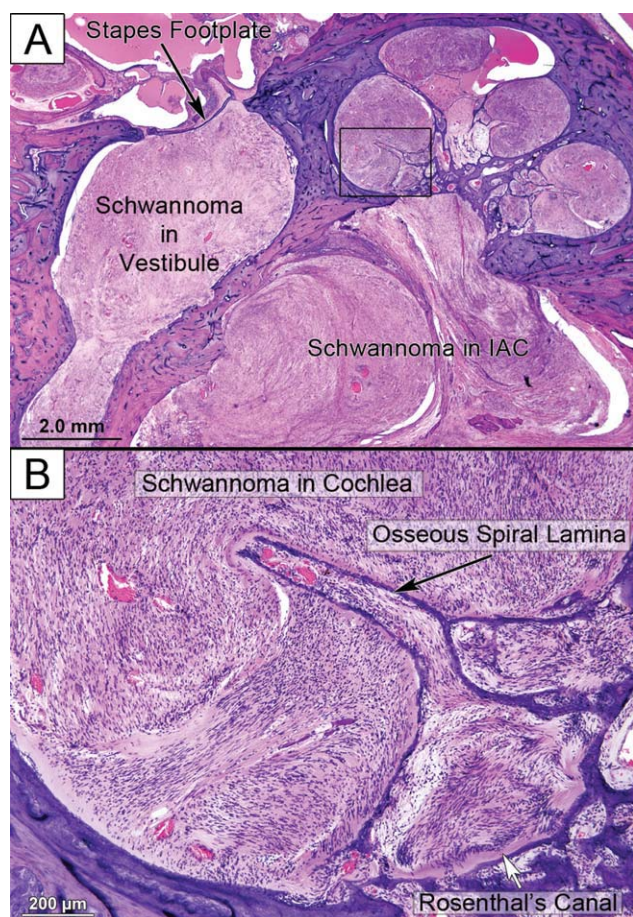 A
Stapes Footplate
Schwannoma
in
Vestibule
Schwannoma in IAC
2.0 mm
B
Schwannoma in Cochlea
Osseous Spiral Lamina
200 µm
Rosenthal's Canal